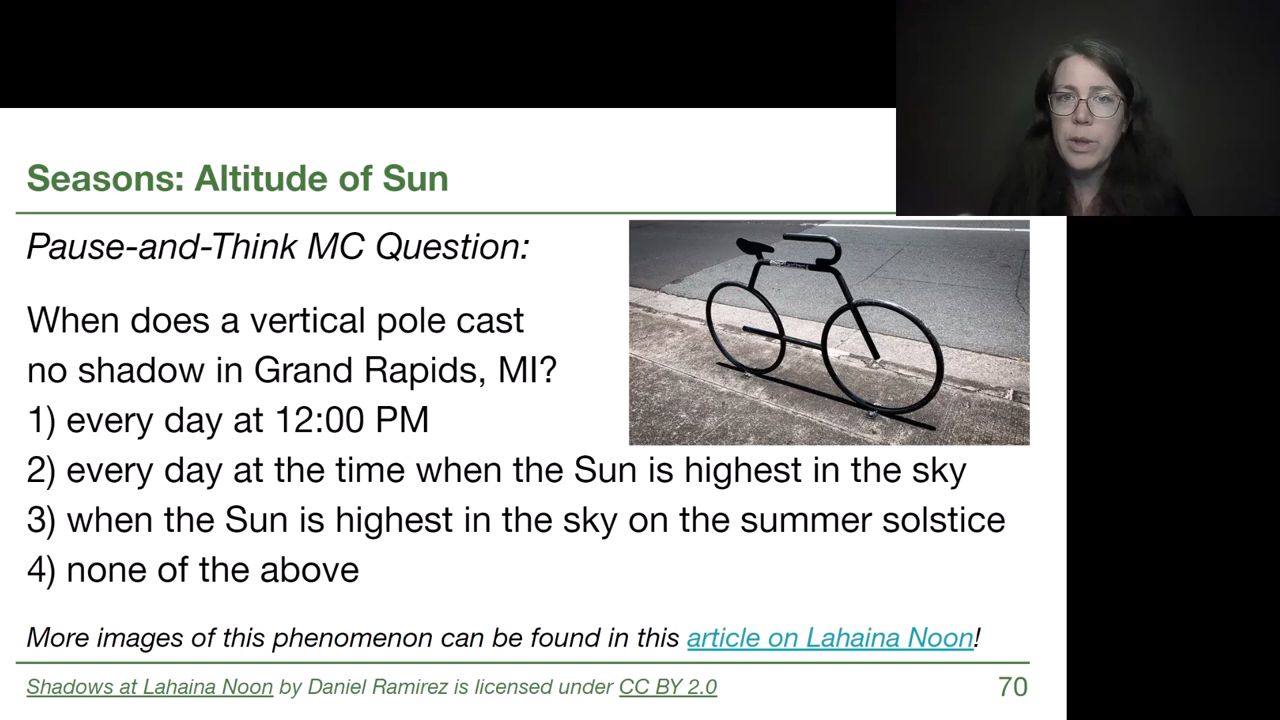 Seasons: Altitude of Sun
Pause-and-Think MC Question:
When does a vertical pole cast
no shadow in Grand Rapids, MI?
1) every day at 12:00 PM
2) every day at the time when the Sun is highest in the sky
3) when the Sun is highest in the sky on the summer solstice
4) none of the above
More images of this phenomenon can be found in this article on Lahaina Noon!
Shadows at Lahaina Noon by Daniel Ramirez is licensed under CC BY 2.0
70